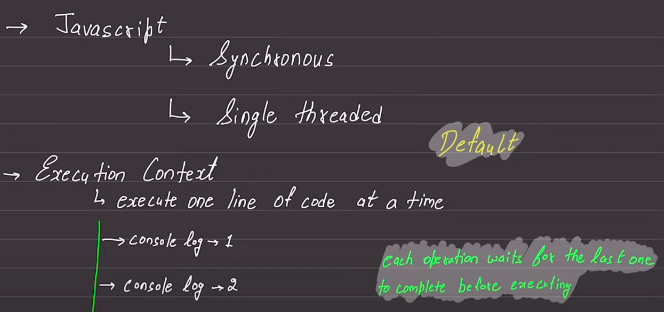 → Javascript
↳ Synchronous
↳ Single threaded
Default
→ Execution Context
↳ execute one line of code at a time
→ console log → 1
→ console log → 2
each operation waits for the last one
to complete before executing